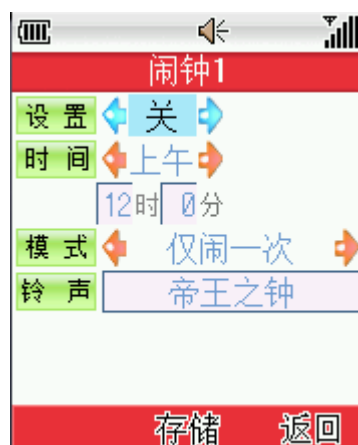 闹钟1
设置 关
时间 上午
12时 0分
模式 仅闹一次
铃声 帝王之钟
存储 返回